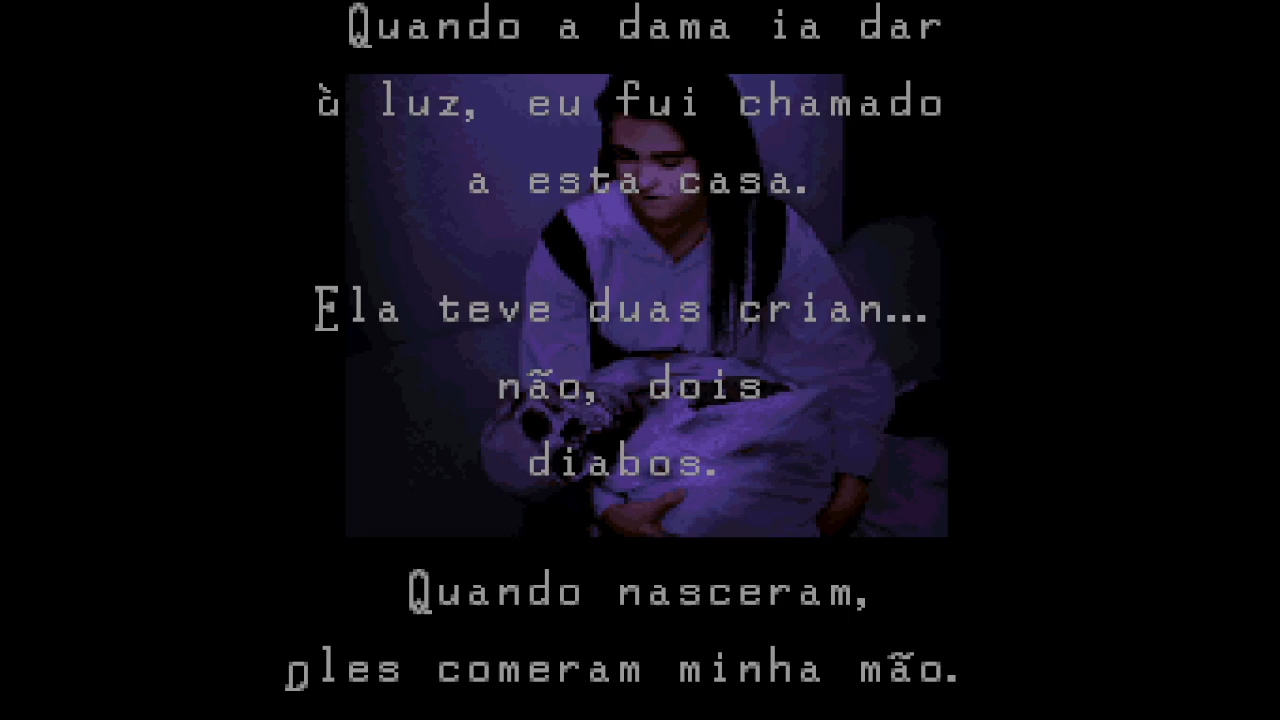 Quando a dama ia dar
à luz, eu fui chamado
a esta casa.
Ela teve duas crian...
não, dois
diabos.
Quando nasceram,
eles comeram minha mão.